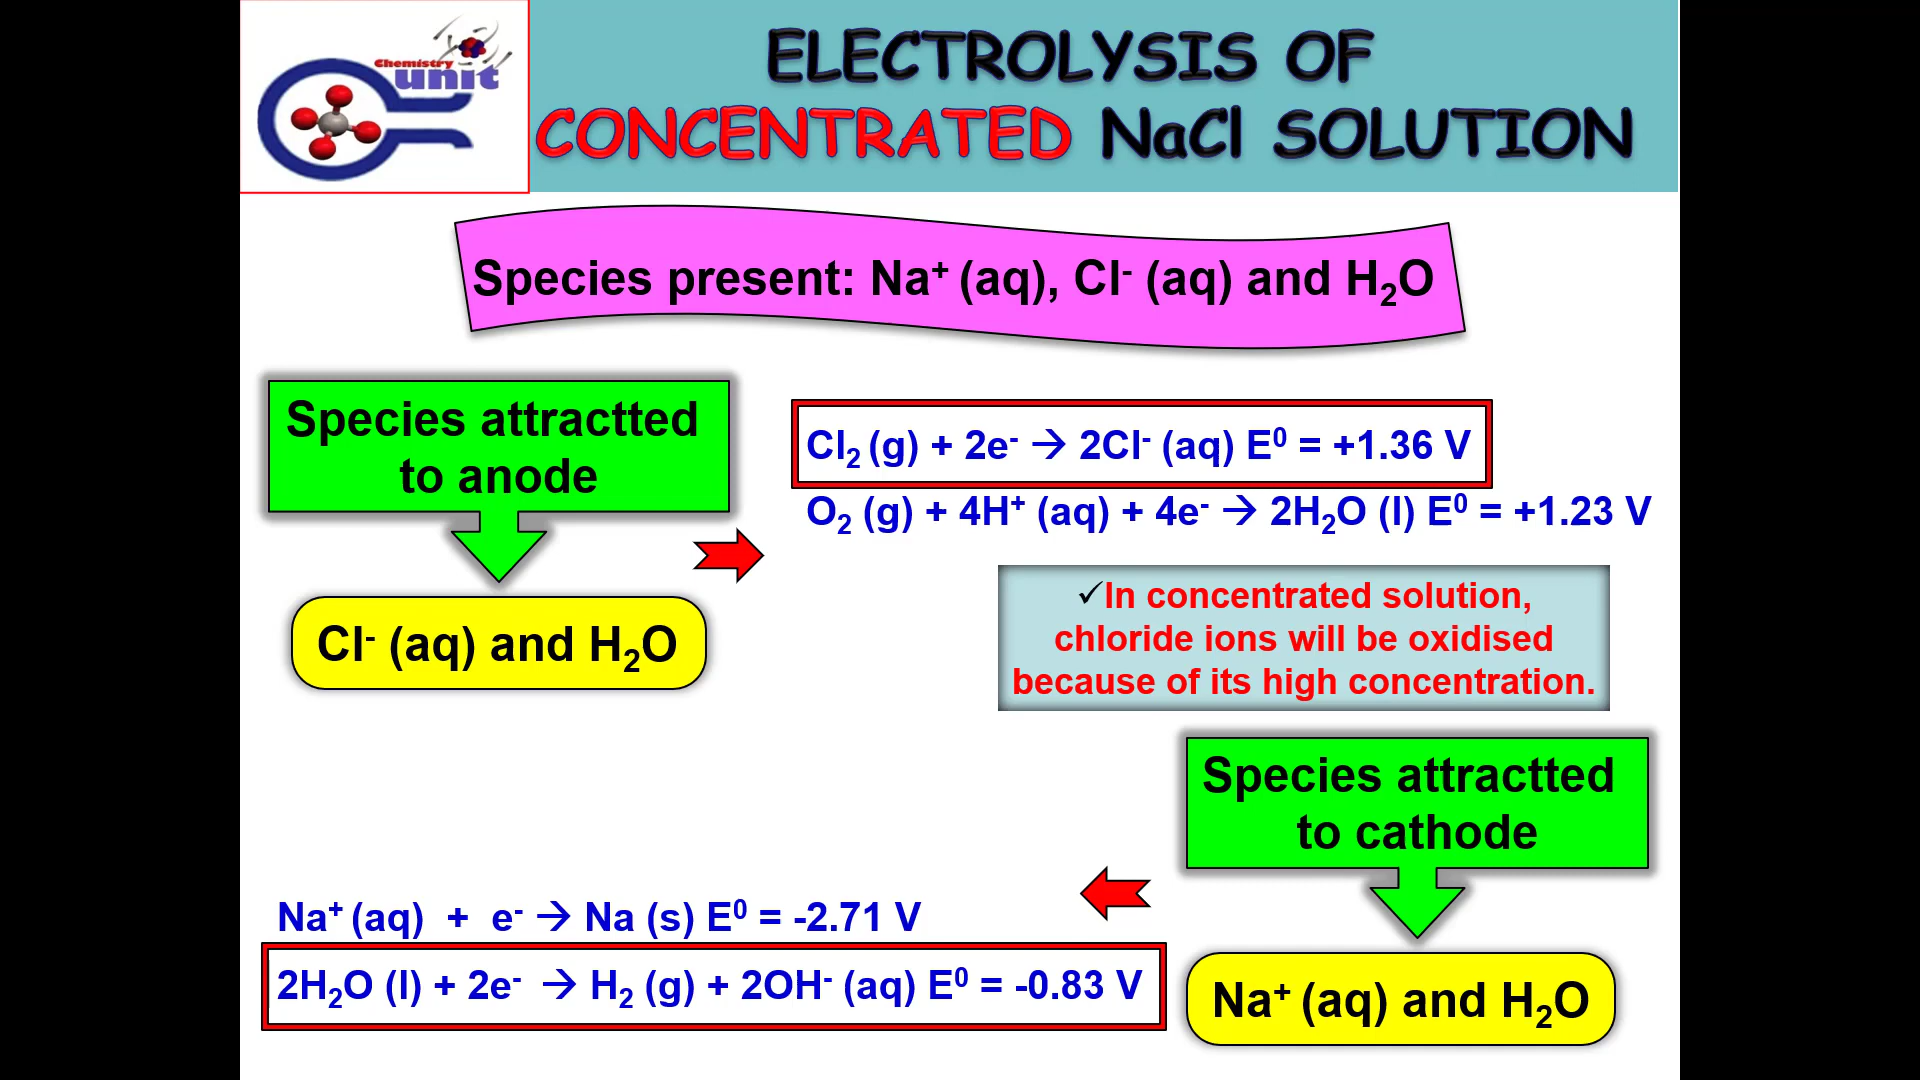 Chemistry
unit
ELECTROLYSIS OF
CONCENTRATED NaCl SOLUTION
Species present: Na⁺ (aq), Cl⁻ (aq) and H₂O
Species attractted
to anode
Cl₂ (g) + 2e⁻ → 2Cl⁻ (aq) E⁰ = +1.36 V
O₂ (g) + 4H⁺ (aq) + 4e⁻ → 2H₂O (l) E⁰ = +1.23 V
Cl⁻ (aq) and H₂O
✓In concentrated solution,
chloride ions will be oxidised
because of its high concentration.
Species attractted
to cathode
Na⁺ (aq) + e⁻ → Na (s) E⁰ = -2.71 V
2H₂O (l) + 2e⁻ → H₂ (g) + 2OH⁻ (aq) E⁰ = -0.83 V
Na⁺ (aq) and H₂O